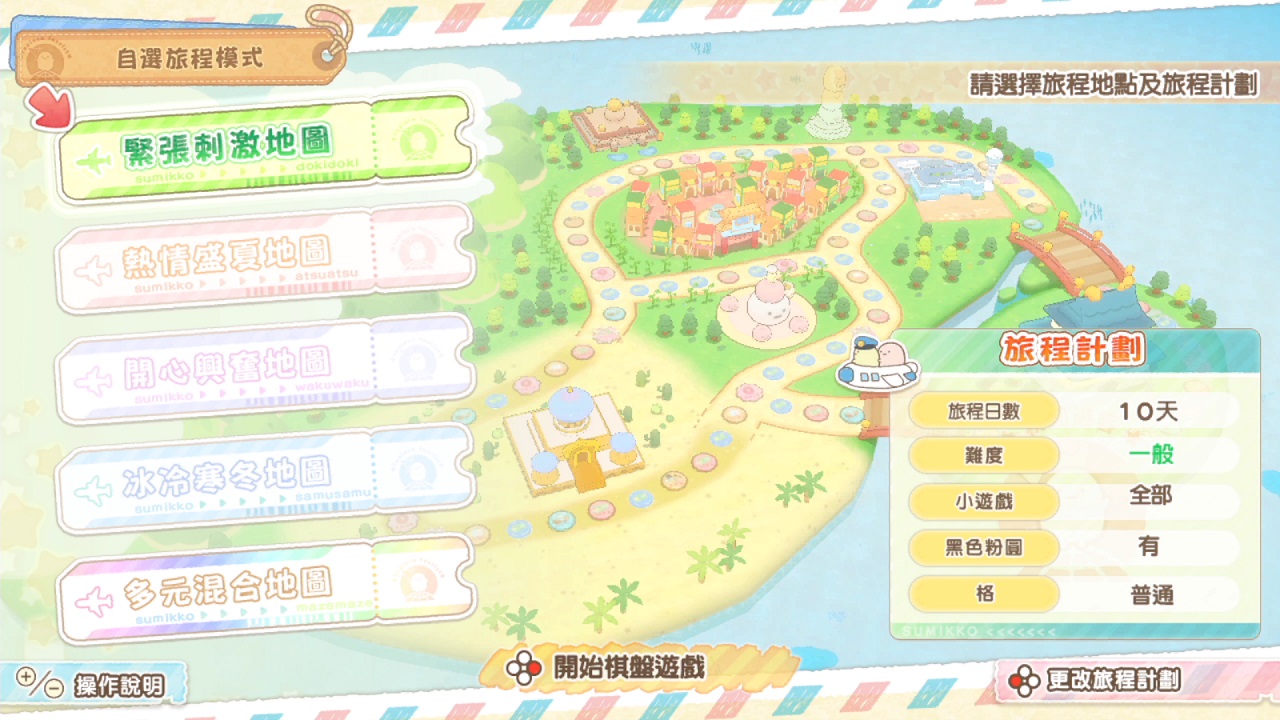 自選旅程模式
請選擇旅程地點及旅程計劃
緊張刺激地圖
dokidoki
sumikko
熱情盛夏地圖
atsuatsu
sumikko
開心興奮地圖
wakuwaku
sumikko
冰冷寒冬地圖
samusamu
sumikko
多元混合地圖
mazemaze
sumikko
旅程計劃
旅程日數 10天
難度 一般
小遊戲 全部
黑色粉圓 有
格 普通
SUMIKKO <<<<<<<
+/- 操作說明
開始棋盤遊戲
更改旅程計劃